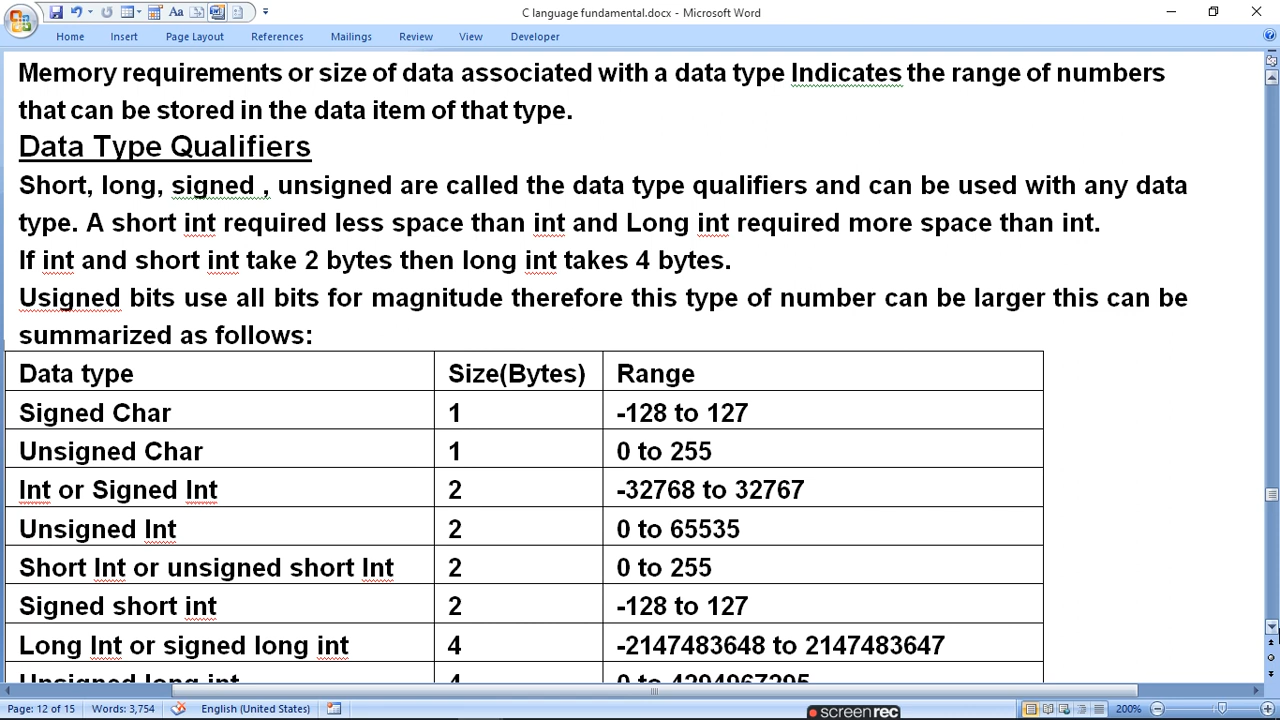 C language fundamental.docx - Microsoft Word
Home Insert Page Layout References Mailings Review View Developer
Memory requirements or size of data associated with a data type Indicates the range of numbers
that can be stored in the data item of that type.
Data Type Qualifiers
Short, long, signed , unsigned are called the data type qualifiers and can be used with any data
type. A short int required less space than int and Long int required more space than int.
If int and short int take 2 bytes then long int takes 4 bytes.
Usigned bits use all bits for magnitude therefore this type of number can be larger this can be
summarized as follows:
Data type Size(Bytes) Range
Signed Char 1 -128 to 127
Unsigned Char 1 0 to 255
Int or Signed Int 2 -32768 to 32767
Unsigned Int 2 0 to 65535
Short Int or unsigned short Int 2 0 to 255
Signed short int 2 -128 to 127
Long Int or signed long int 4 -2147483648 to 2147483647
Unsigned long int 4 0 to 4294967295
Page: 12 of 15 Words: 3,754 English (United States) screenrec 200%